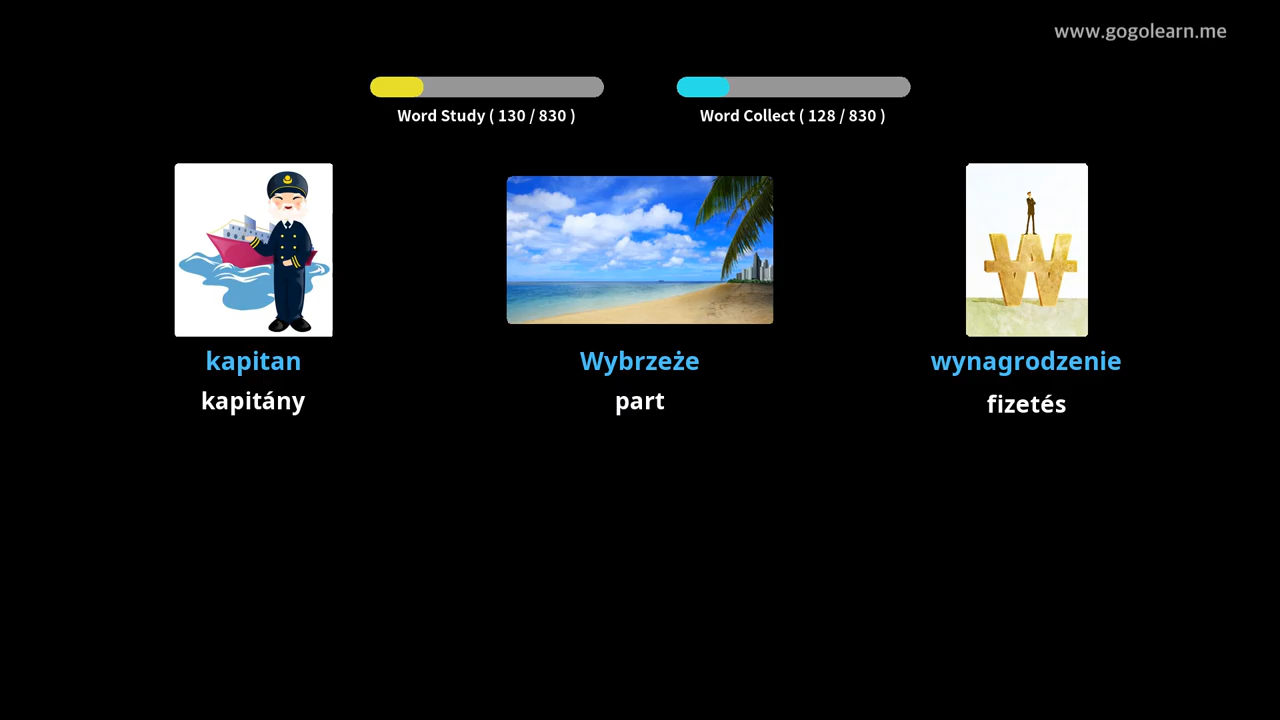 www.gogolearn.me
Word Study ( 130 / 830 )
Word Collect ( 128 / 830 )
kapitan
kapitány
Wybrzeże
part
wynagrodzenie
fizetés